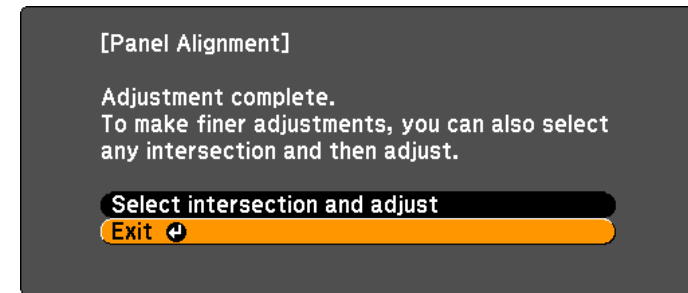 [Panel Alignment]
Adjustment complete.
To make finer adjustments, you can also select
any intersection and then adjust.
Select intersection and adjust
Exit